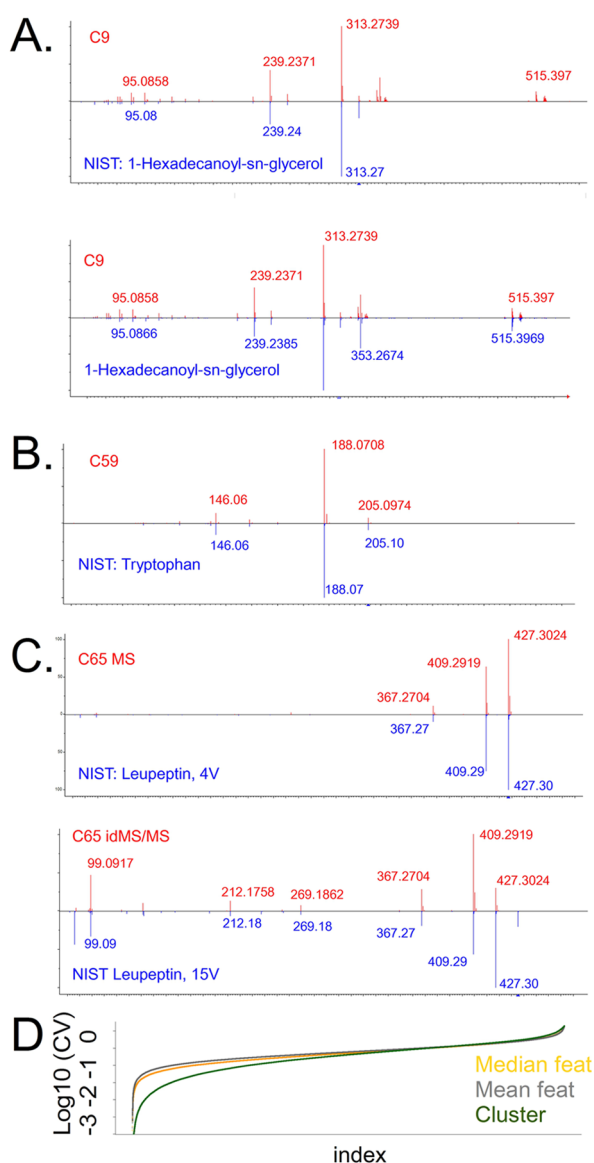 A.
C9
313.2739
239.2371
95.0858
515.397
95.08
239.24
NIST: 1-Hexadecanoyl-sn-glycerol
313.27
C9
313.2739
239.2371
95.0858
515.397
95.0866
239.2385
353.2674
515.3969
1-Hexadecanoyl-sn-glycerol
B.
C59
188.0708
146.06
205.0974
146.06
205.10
NIST: Tryptophan
188.07
C.
C65 MS
427.3024
409.2919
367.2704
100
50
0
367.27
50
NIST: Leupeptin, 4V
409.29
427.30
100
C65 idMS/MS
409.2919
99.0917
367.2704
427.3024
212.1758
269.1862
99.09
212.18
269.18
367.27
409.29
NIST Leupeptin, 15V
427.30
D
Log10 (CV)
-3 -2 -1 0
Median feat
Mean feat
Cluster
index